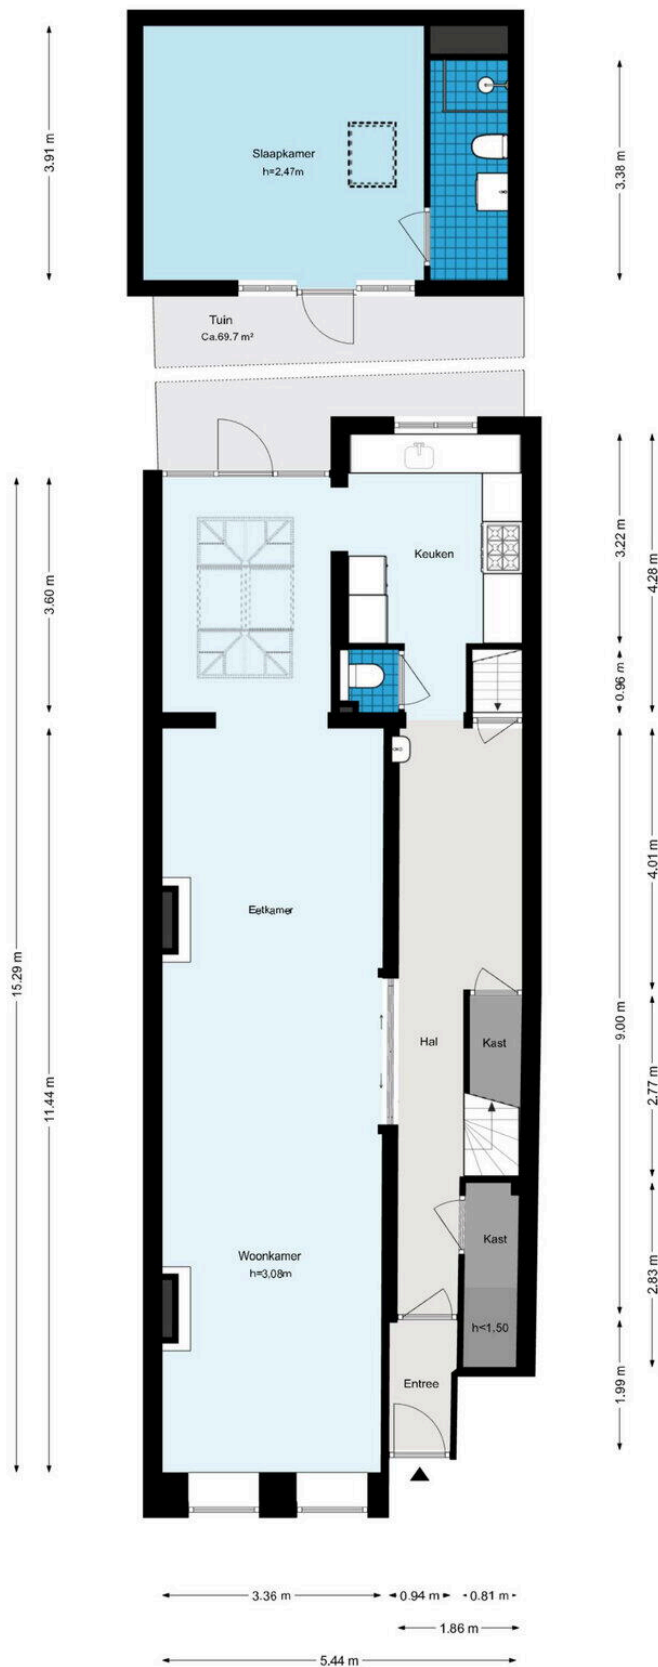 3.91 m
3.38 m
Slaapkamer
h=2,47m
Tuin
Ca.69.7 m²
3.22 m
4.28 m
Keuken
3.60 m
0.96 m
15.29 m
11.44 m
Eetkamer
4.01 m
9.00 m
Hal
Kast
2.77 m
Woonkamer
h=3,08m
Kast
h<1.50
2.83 m
Entree
1.99 m
3.36 m
0.94 m
0.81 m
1.86 m
5.44 m